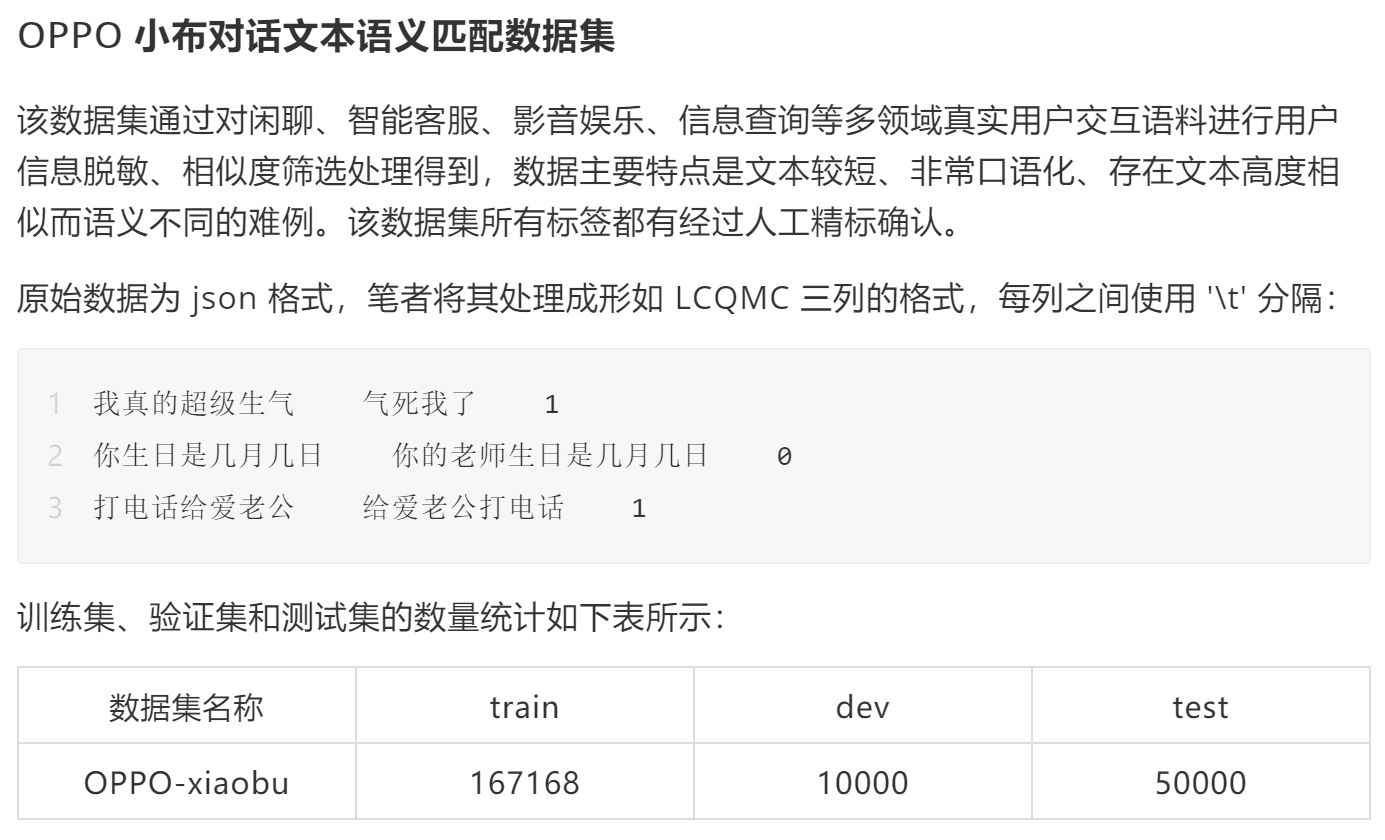 OPPO 小布对话文本语义匹配数据集
该数据集通过对闲聊、智能客服、影音娱乐、信息查询等多领域真实用户交互语料进行用户
信息脱敏、相似度筛选处理得到，数据主要特点是文本较短、非常口语化、存在文本高度相
似而语义不同的难例。该数据集所有标签都有经过人工精标确认。
原始数据为 json 格式，笔者将其处理成形如 LCQMC 三列的格式，每列之间使用 '\t' 分隔：
1 我真的超级生气 气死我了 1
2 你生日是几月几日 你的老师生日是几月几日 0
3 打电话给爱老公 给爱老公打电话 1
训练集、验证集和测试集的数量统计如下表所示：
数据集名称 train dev test
OPPO-xiaobu 167168 10000 50000